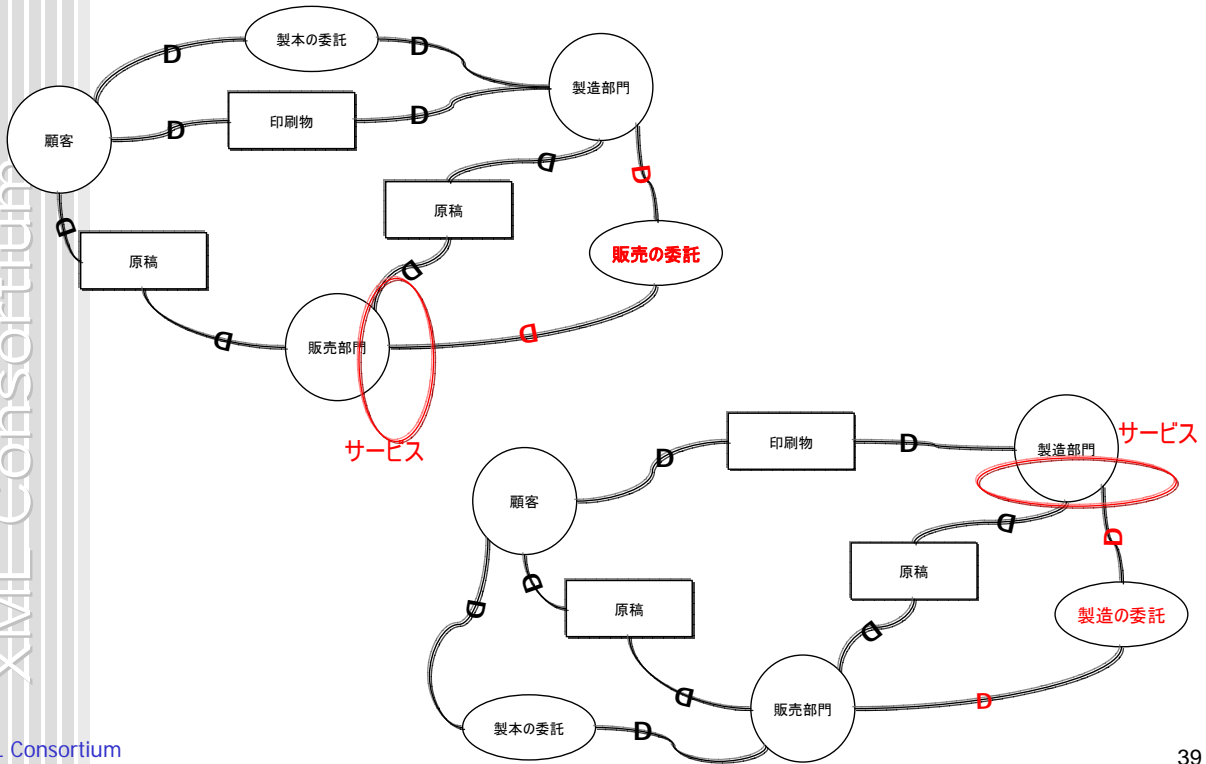 製本の委託
D
D
製造部門
顧客
D
印刷物
D
D
D
原稿
D
原稿
D
販売の委託
D
販売部門
D
D
サービス
印刷物
D
D
製造部門
サービス
顧客
D
D
原稿
D
原稿
D
D
製造の委託
D
販売部門
D
製本の委託
D
XML Consortium
L Consortium
39